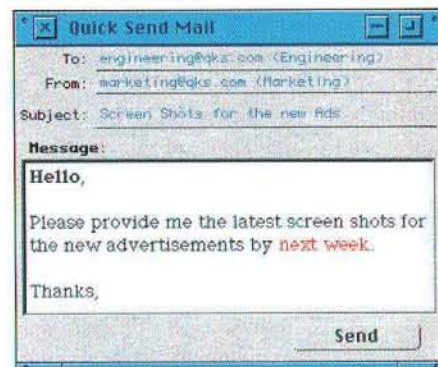 Quick Send Mail
To: engineering@qks.com (Engineering)
From: marketing@qks.com (Marketing)
Subject: Screen Shots for the new Ads
Message:
Hello,
Please provide me the latest screen shots for
the new advertisements by next week.
Thanks,
Send